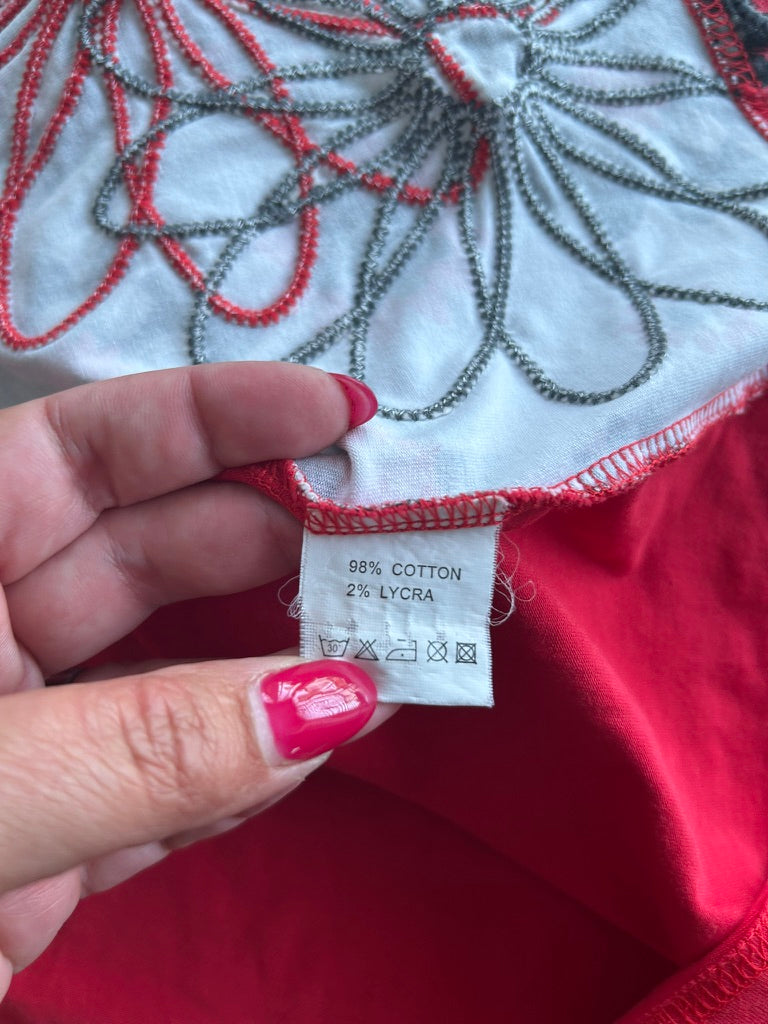 98% COTTON
2% LYCRA
30°